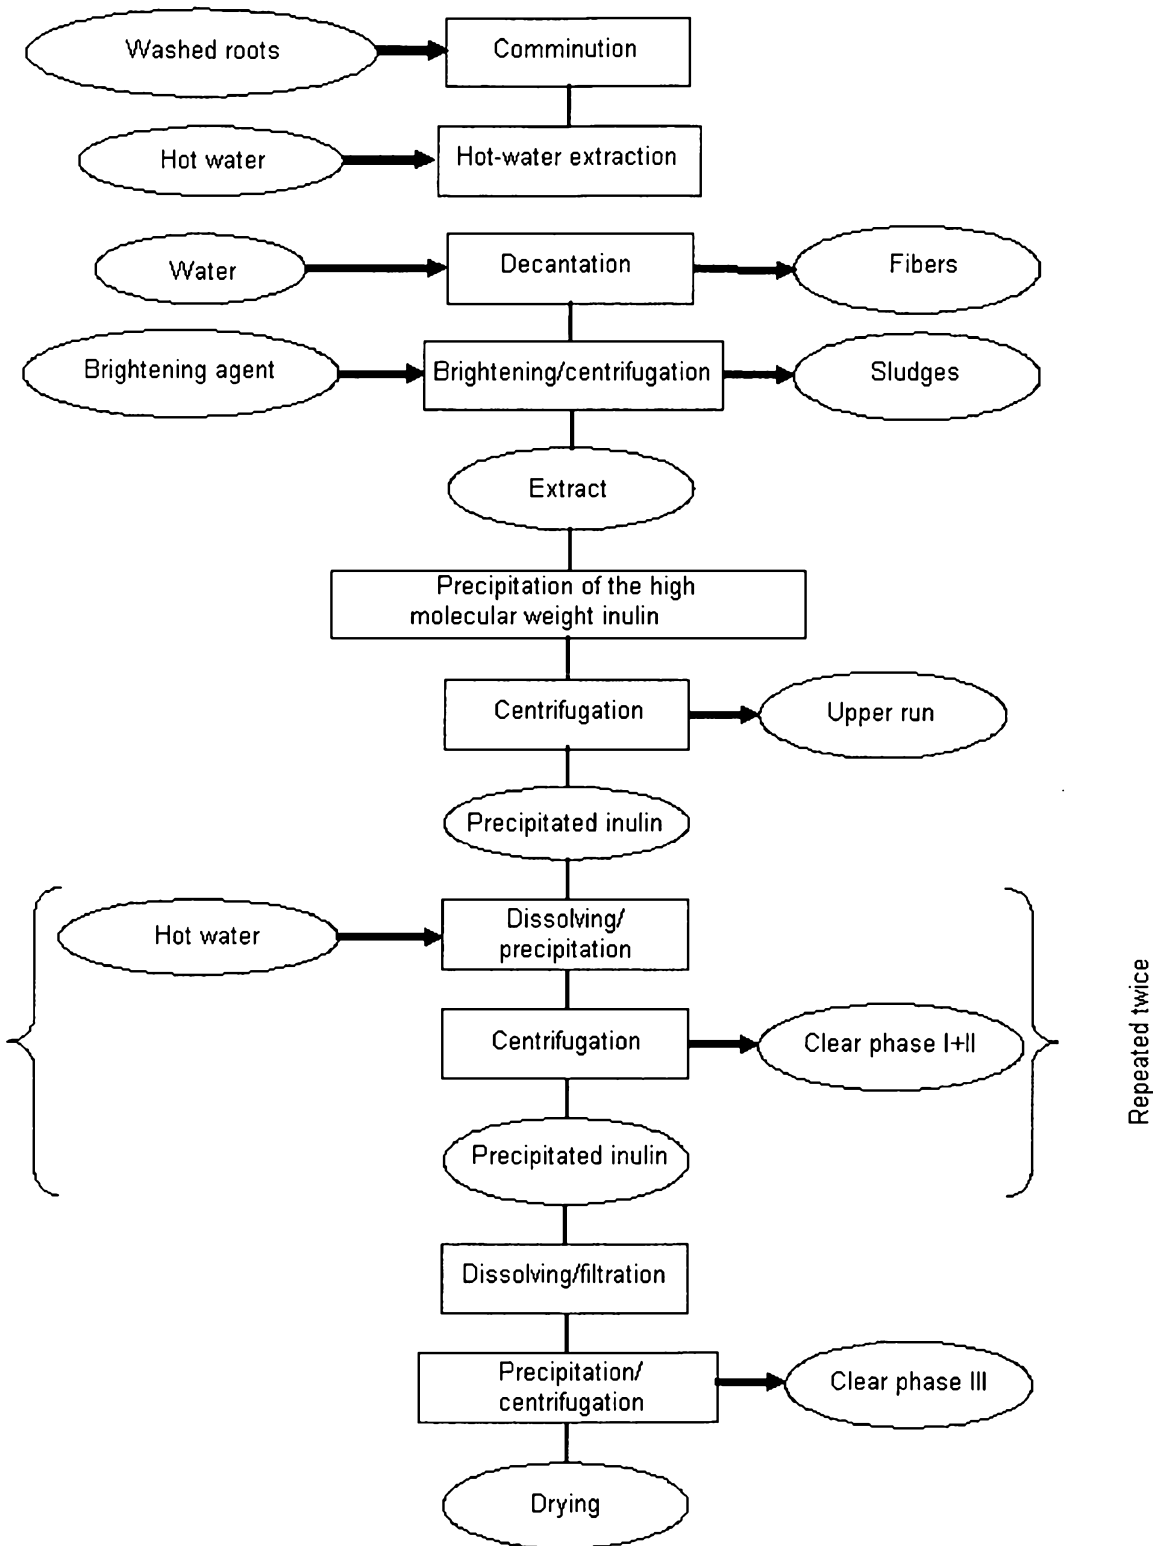 Washed roots
Comminution
Hot water
Hot-water extraction
Water
Decantation
Fibers
Brightening agent
Brightening/centrifugation
Sludges
Extract
Precipitation of the high
molecular weight inulin
Centrifugation
Upper run
Precipitated inulin
Hot water
Dissolving/
precipitation
Centrifugation
Clear phase I+II
Repeated twice
Precipitated inulin
Dissolving/filtration
Precipitation/
centrifugation
Clear phase III
Drying